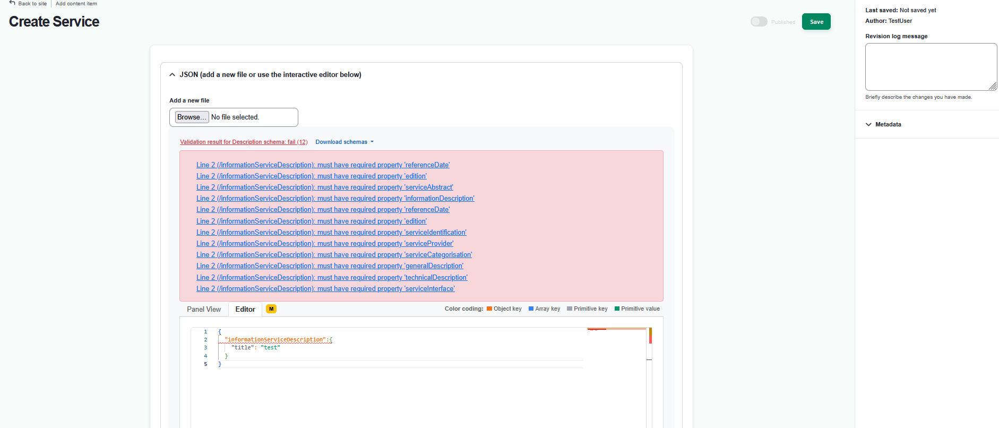 Back to site
Add content item
Create Service
Published
Save
Last saved: Not saved yet
Author: TestUser
Revision log message
Briefly describe the changes you have made.
Metadata
JSON (add a new file or use the interactive editor below)
Add a new file
Browse... No file selected.
Validation result for Description schema: fail (12)
Download schemas
Line 2 (/informationServiceDescription): must have required property 'referenceDate'
Line 2 (/informationServiceDescription): must have required property 'edition'
Line 2 (/informationServiceDescription): must have required property 'serviceAbstract'
Line 2 (/informationServiceDescription): must have required property 'informationDescription'
Line 2 (/informationServiceDescription): must have required property 'referenceDate'
Line 2 (/informationServiceDescription): must have required property 'edition'
Line 2 (/informationServiceDescription): must have required property 'serviceIdentification'
Line 2 (/informationServiceDescription): must have required property 'serviceProvider'
Line 2 (/informationServiceDescription): must have required property 'serviceCategorisation'
Line 2 (/informationServiceDescription): must have required property 'generalDescription'
Line 2 (/informationServiceDescription): must have required property 'technicalDescription'
Line 2 (/informationServiceDescription): must have required property 'serviceInterface'
Panel View
Editor
M
Color coding: Object key Array key Primitive key Primitive value
1 {
2 "informationServiceDescription":{
3 "title": "test"
4 }
5 }